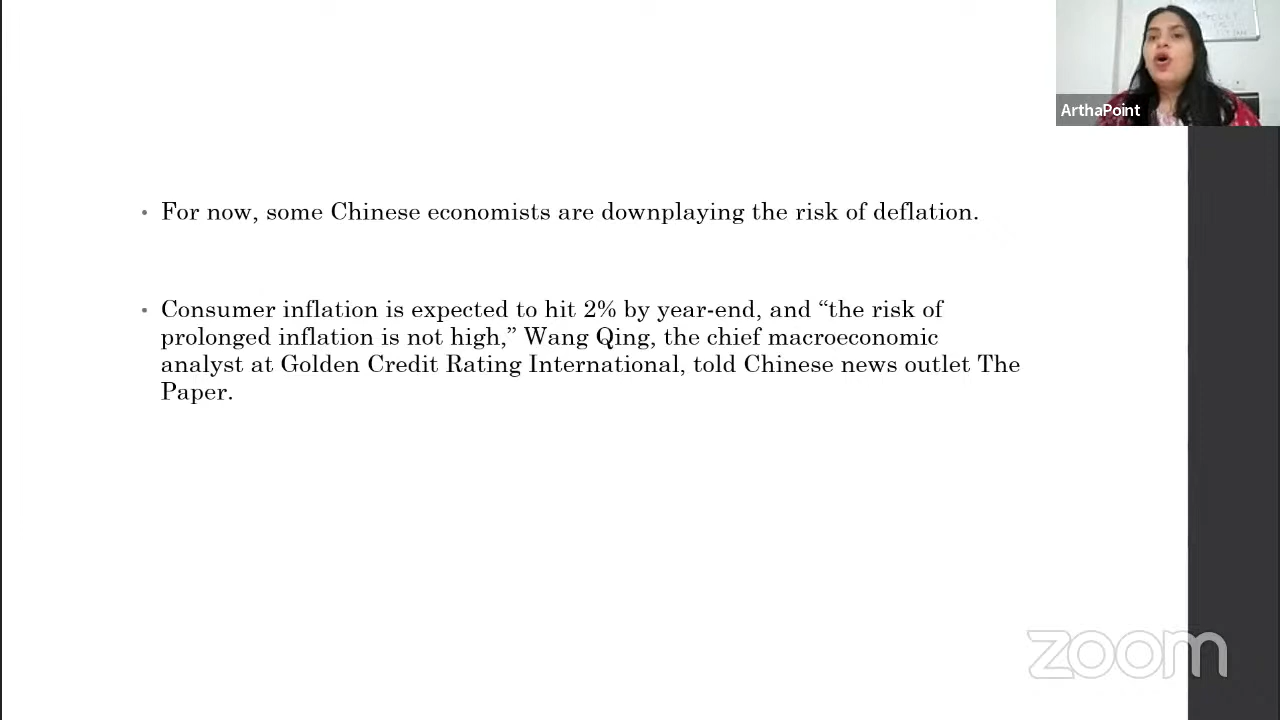 ArthaPoint
• For now, some Chinese economists are downplaying the risk of deflation.
• Consumer inflation is expected to hit 2% by year-end, and “the risk of
prolonged inflation is not high,” Wang Qing, the chief macroeconomic
analyst at Golden Credit Rating International, told Chinese news outlet The
Paper.
zoom